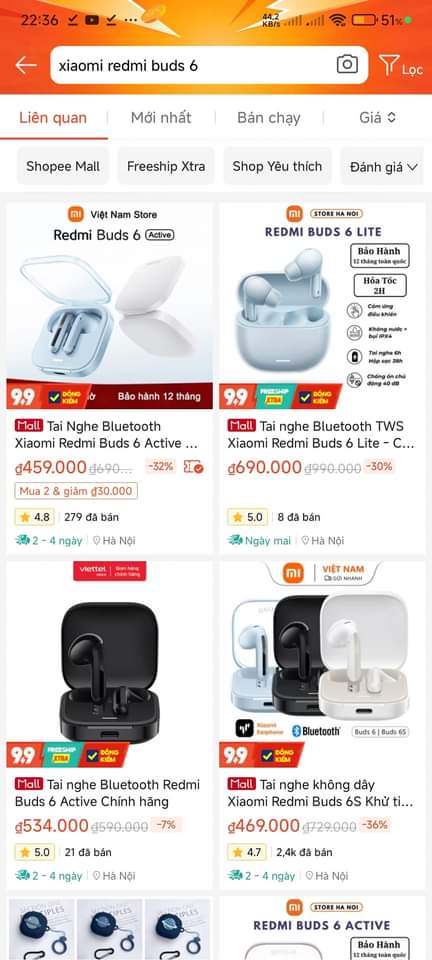 22:36
44,2
KB/s
51%
xiaomi redmi buds 6
Lọc
Liên quan
Mới nhất
Bán chạy
Giá
Shopee Mall
Freeship Xtra
Shop Yêu thích
Đánh giá
Việt Nam Store
Redmi Buds 6 Active
9.9
ĐỒNG KIỂM
Bảo hành 12 tháng
Mall Tai Nghe Bluetooth
Xiaomi Redmi Buds 6 Active ...
₫459.000 ₫690... -32%
Mua 2 & giảm ₫30.000
4.8 279 đã bán
2 - 4 ngày Hà Nội
STORE HA NOI
REDMI BUDS 6 LITE
Bảo Hành
12 tháng toàn quốc
Hỏa Tốc
2H
Cảm ứng
điều khiển
Kháng nước +
bụi IPX4
Tai nghe 6h
Hộp sạc 38h
Chống ồn chủ
động 40 dB
9.9
FREESHIP
XTRA
ĐỒNG KIỂM
Mall Tai nghe Bluetooth TWS
Xiaomi Redmi Buds 6 Lite - C...
₫690.000 ₫990.000 -30%
5.0 8 đã bán
Ngày mai Hà Nội
viettel
Gian hàng
chính hãng
9.9
FREESHIP
XTRA
ĐỒNG KIỂM
Mall Tai nghe Bluetooth Redmi
Buds 6 Active Chính hãng
₫534.000 ₫590.000 -7%
5.0 21 đã bán
2 - 4 ngày Hà Nội
VIỆT NAM
GỬI NHANH
Xiaomi
Earphone
Bluetooth
Buds 6 | Buds 6S
9.9
ĐỒNG KIỂM
Mall Tai nghe không dây
Xiaomi Redmi Buds 6S Khử ti...
₫469.000 ₫729.000 -36%
4.7 2,4k đã bán
2 - 4 ngày Hà Nội
STORE HA NOI
REDMI BUDS 6 ACTIVE
Bảo Hành
12 tháng toàn quốc